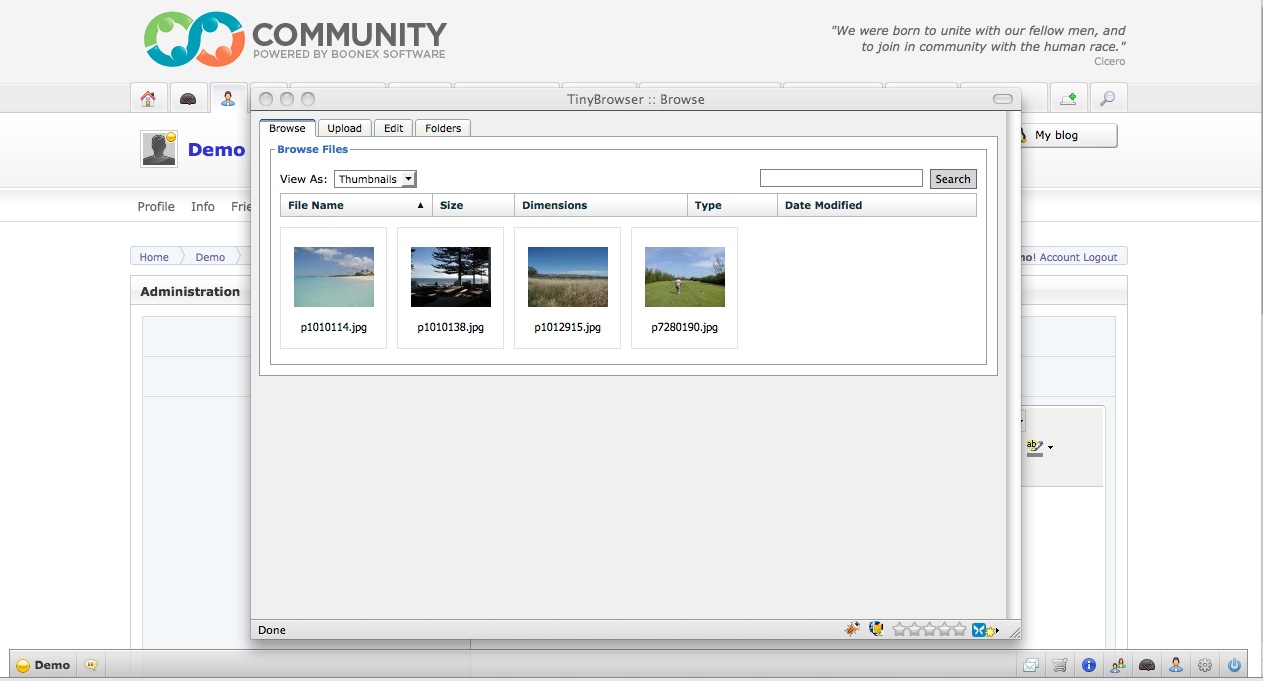 COMMUNITY
POWERED BY BOONEX SOFTWARE
"We were born to unite with our fellow men, and
to join in community with the human race."
Cicero
TinyBrowser :: Browse
Browse Upload Edit Folders
Demo
My blog
Browse Files
View As: Thumbnails Search
File Name Size Dimensions Type Date Modified
Profile Info Frie
Home Demo
no! Account Logout
Administration
p1010114.jpg p1010138.jpg p1012915.jpg p7280190.jpg
ab
Done
Demo